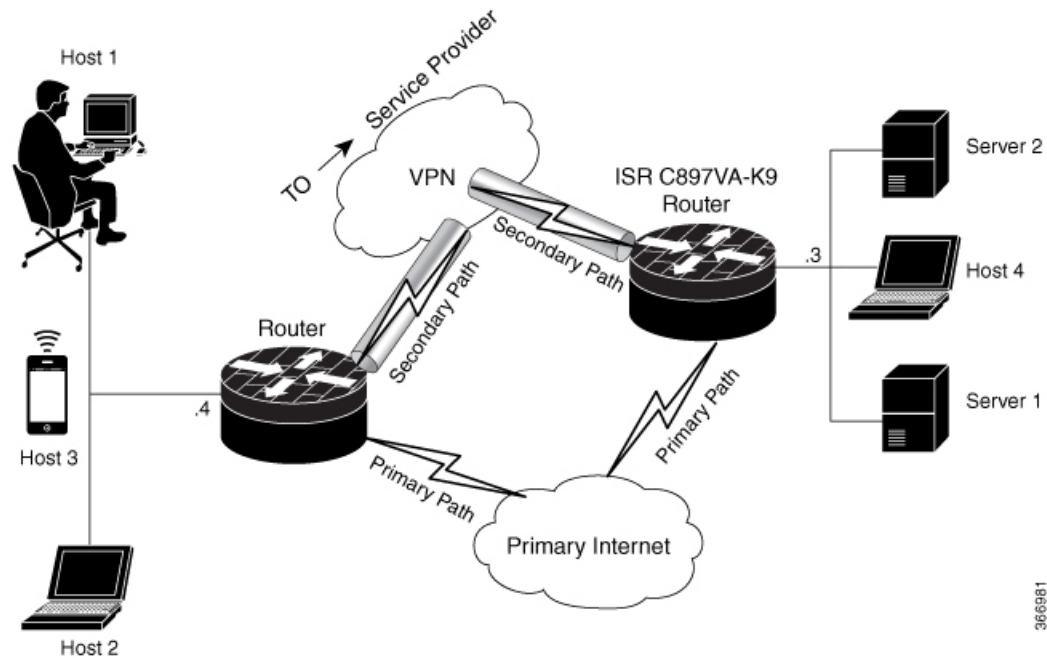 Host 1
TO → Service Provider
VPN
ISR C897VA-K9
Router
Server 2
Secondary Path
Secondary Path
.3
Host 4
Router
.4
Host 3
Server 1
Primary Path
Primary Path
Primary Internet
Host 2
366981